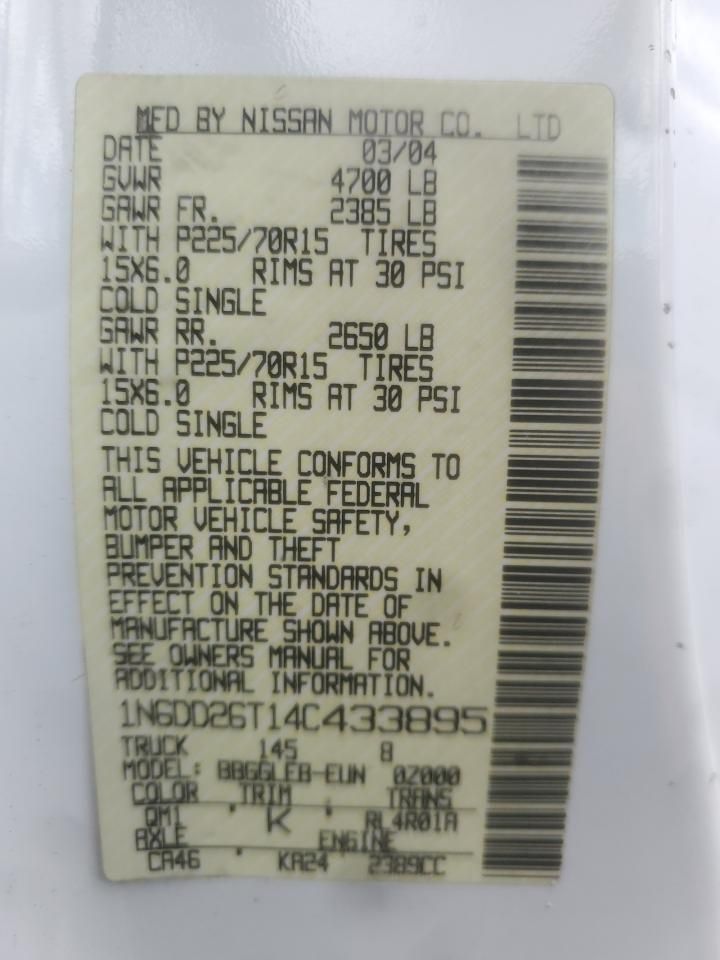 MFD BY NISSAN MOTOR CO. LTD
DATE 03/04
GVWR 4700 LB
GAWR FR. 2385 LB
WITH P225/70R15 TIRES
15X6.0 RIMS AT 30 PSI
COLD SINGLE
GAWR RR. 2650 LB
WITH P225/70R15 TIRES
15X6.0 RIMS AT 30 PSI
COLD SINGLE
THIS VEHICLE CONFORMS TO
ALL APPLICABLE FEDERAL
MOTOR VEHICLE SAFETY,
BUMPER AND THEFT
PREVENTION STANDARDS IN
EFFECT ON THE DATE OF
MANUFACTURE SHOWN ABOVE.
SEE OWNERS MANUAL FOR
ADDITIONAL INFORMATION.
1N6DD26T14C433895
TRUCK 145 8
MODEL: BBGGLEB-EUN 0Z000
COLOR TRIM TRANS
QM1 K RL4R01A
AXLE ENGINE
CA46 KA24 2389CC